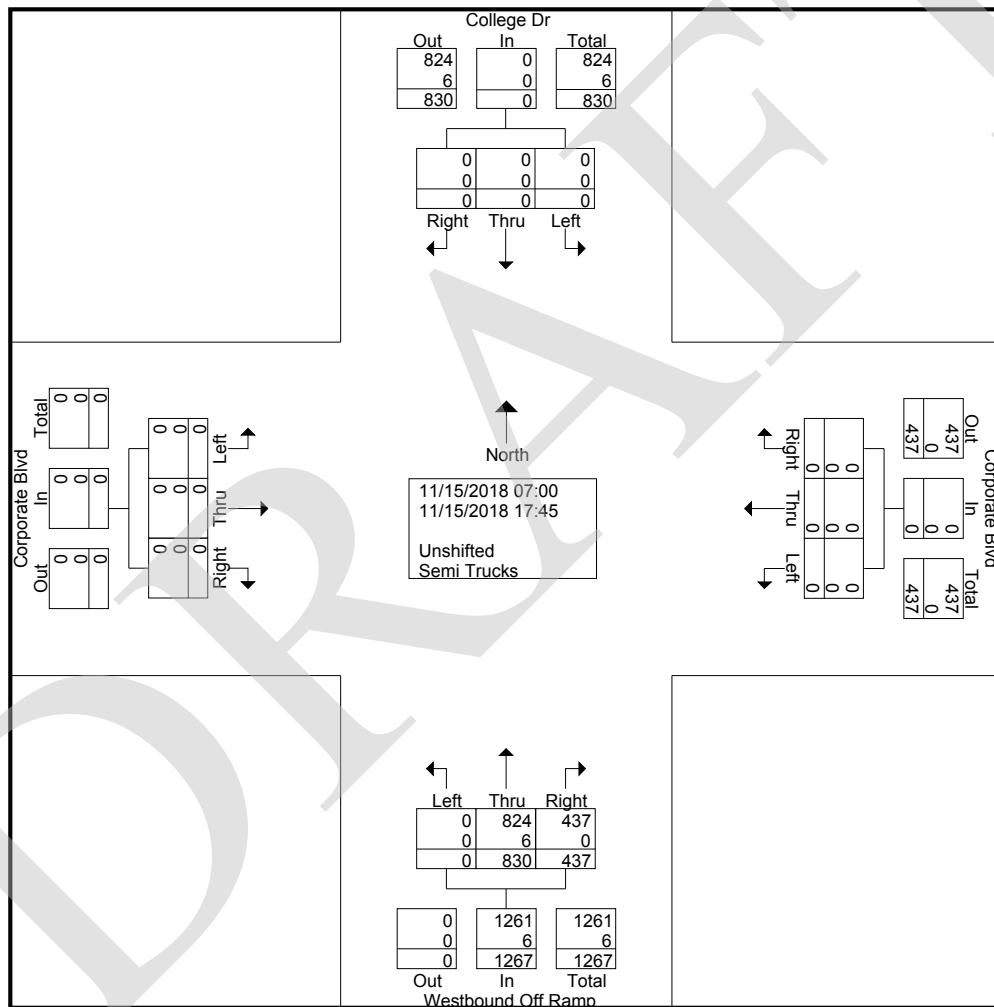 College Dr
Out In Total
824 0 824
6 0 6
830 0 830
0 0 0
0 0 0
0 0 0
Right Thru Left
Corporate Blvd
Total In Out
0 0 0
0 0 0
0 0 0
Left Thru Right
0 0 0
0 0 0
0 0 0
North
11/15/2018 07:00
11/15/2018 17:45
Unshifted
Semi Trucks
Right Thru Left
0 0 0
0 0 0
0 0 0
Corporate Blvd
Out In Total
437 0 437
0 0 0
437 0 437
Left Thru Right
0 824 437
0 6 0
0 830 437
0 1261 1261
0 6 6
0 1267 1267
Out In Total
Westbound Off Ramp
DRAFT